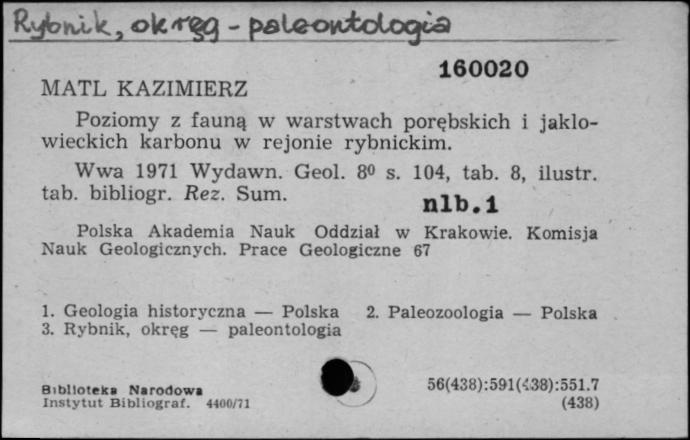 Rybnik, okręg - paleontologia
160020
MATL KAZIMIERZ
Poziomy z fauną w warstwach porębskich i jaklo-
wieckich karbonu w rejonie rybnickim.
Wwa 1971 Wydawn. Geol. 8⁰ s. 104, tab. 8, ilustr.
tab. bibliogr. Rez. Sum.
nlb.1
Polska Akademia Nauk Oddział w Krakowie. Komisja
Nauk Geologicznych. Prace Geologiczne 67
1. Geologia historyczna — Polska 2. Paleozoologia — Polska
3. Rybnik, okręg — paleontologia
Biblioteka Narodowa
Instytut Bibliograf. 4400/71
56(438):591(438):551.7
(438)